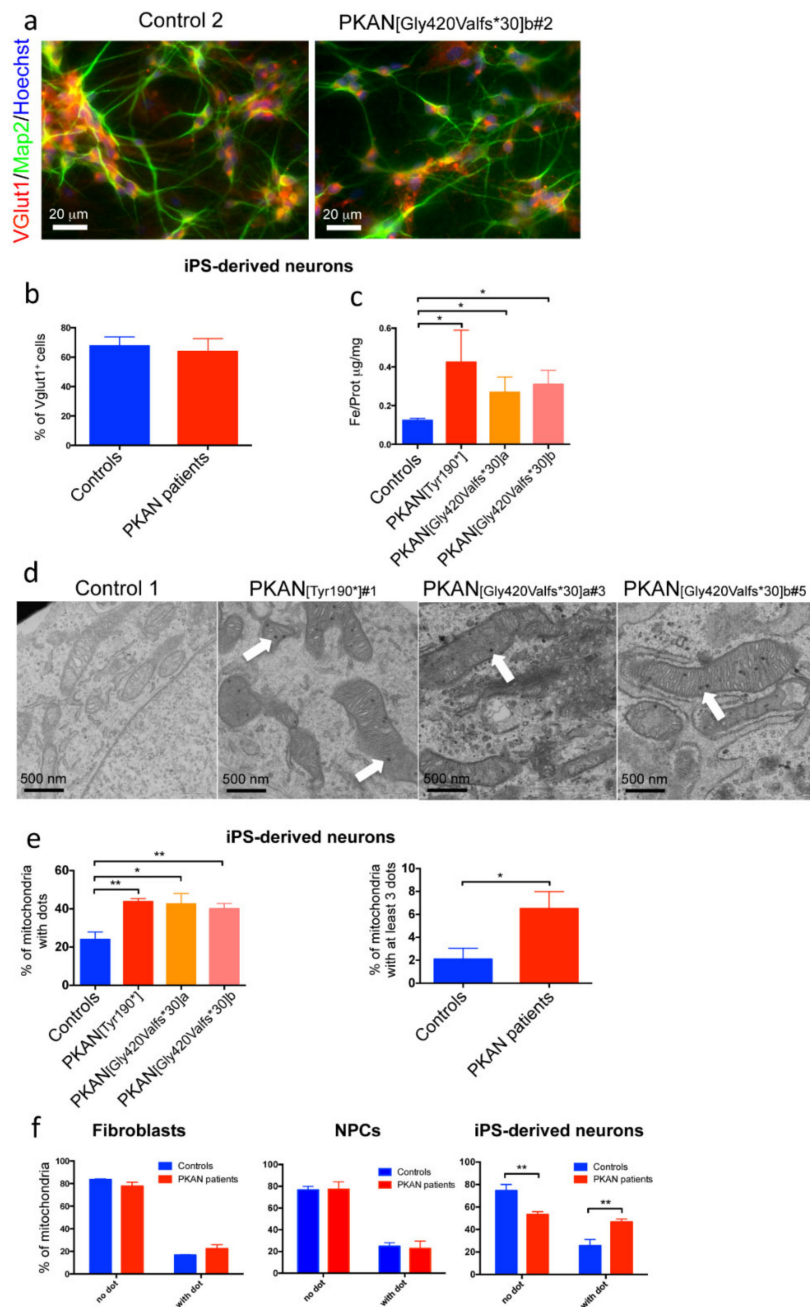 a
Control 2
PKAN[Gly420Valfs*30]b#2
VGlut1/Map2/Hoechst
20 µm
20 µm
iPS-derived neurons
b
% of Vglut1+ cells
80
60
40
20
0
Controls
PKAN patients
c
Fe/Prot µg/mg
0.6
0.4
0.2
0.0
*
*
*
Controls
PKAN[Tyr190*]
PKAN[Gly420Valfs*30]a
PKAN[Gly420Valfs*30]b
d
Control 1
PKAN[Tyr190*]#1
PKAN[Gly420Valfs*30]a#3
PKAN[Gly420Valfs*30]b#5
500 nm
500 nm
500 nm
500 nm
iPS-derived neurons
e
% of mitochondria
with dots
60
40
20
0
**
*
**
Controls
PKAN[Tyr190*]
PKAN[Gly420Valfs*30]a
PKAN[Gly420Valfs*30]b
% of mitochondria
with at least 3 dots
10
8
6
4
2
0
*
Controls
PKAN patients
f
Fibroblasts
% of mitochondria
100
80
60
40
20
0
Controls
PKAN patients
no dot
with dot
NPCs
100
80
60
40
20
0
Controls
PKAN patients
no dot
with dot
iPS-derived neurons
100
80
60
40
20
0
Controls
PKAN patients
**
**
no dot
with dot